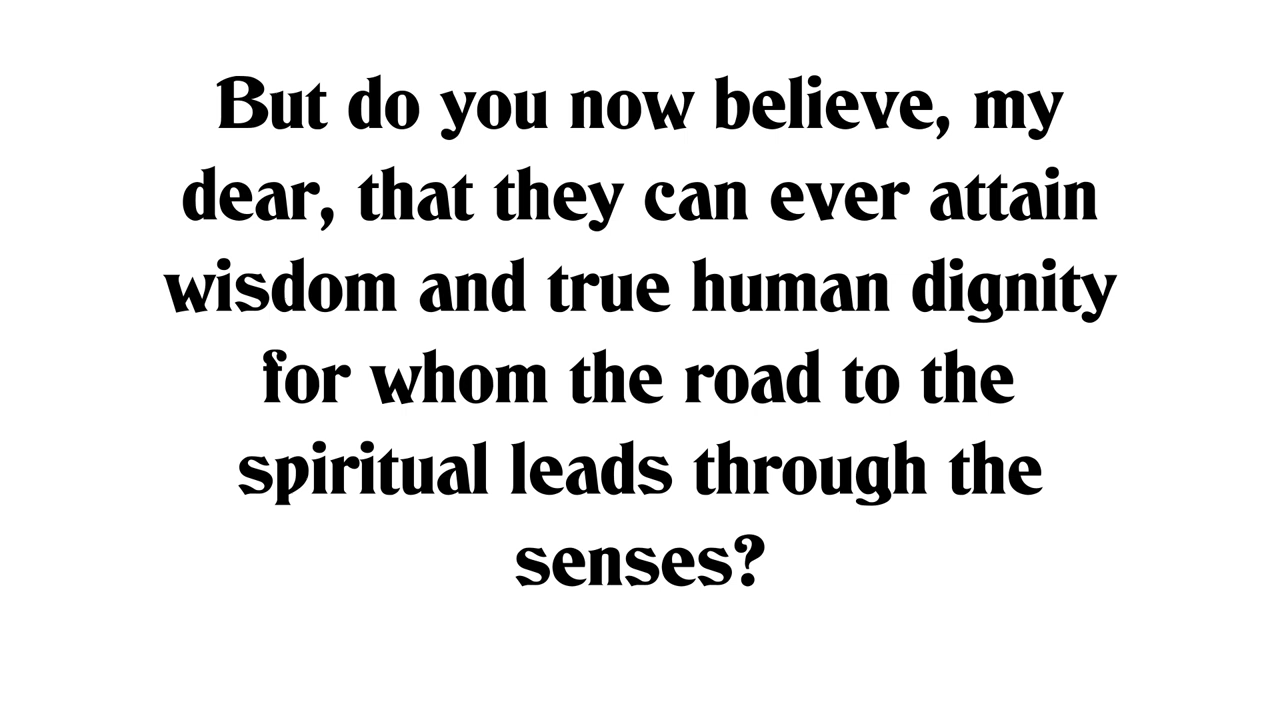 But do you now believe, my
dear, that they can ever attain
wisdom and true human dignity
for whom the road to the
spiritual leads through the
senses?